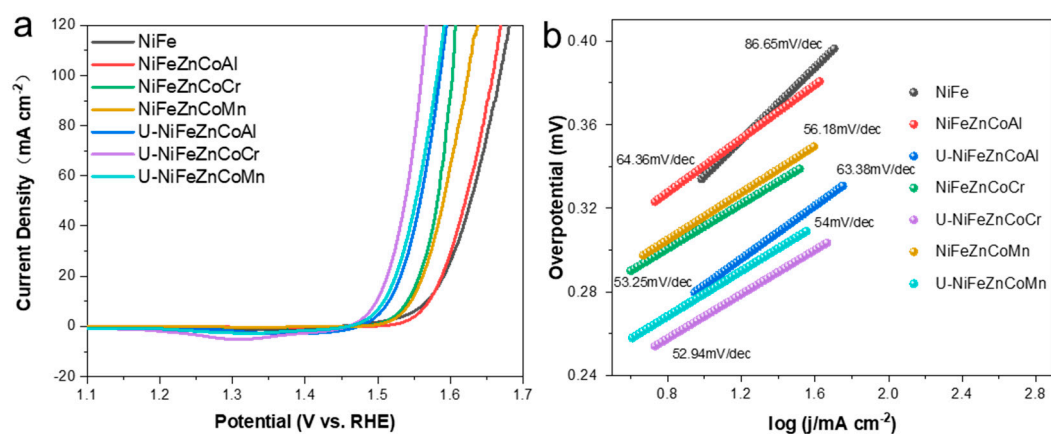 a
120
100
80
60
40
20
0
-20
1.1 1.2 1.3 1.4 1.5 1.6 1.7
Current Density（mA cm-2)
Potential (V vs. RHE)
NiFe
NiFeZnCoAl
NiFeZnCoCr
NiFeZnCoMn
U-NiFeZnCoAl
U-NiFeZnCoCr
U-NiFeZnCoMn
b
0.40
0.36
0.32
0.28
0.24
0.4 0.8 1.2 1.6 2.0 2.4 2.8
Overpotential (mV)
log (j/mA cm-2)
86.65mV/dec
64.36mV/dec
56.18mV/dec
63.38mV/dec
54mV/dec
53.25mV/dec
52.94mV/dec
NiFe
NiFeZnCoAl
U-NiFeZnCoAl
NiFeZnCoCr
U-NiFeZnCoCr
NiFeZnCoMn
U-NiFeZnCoMn